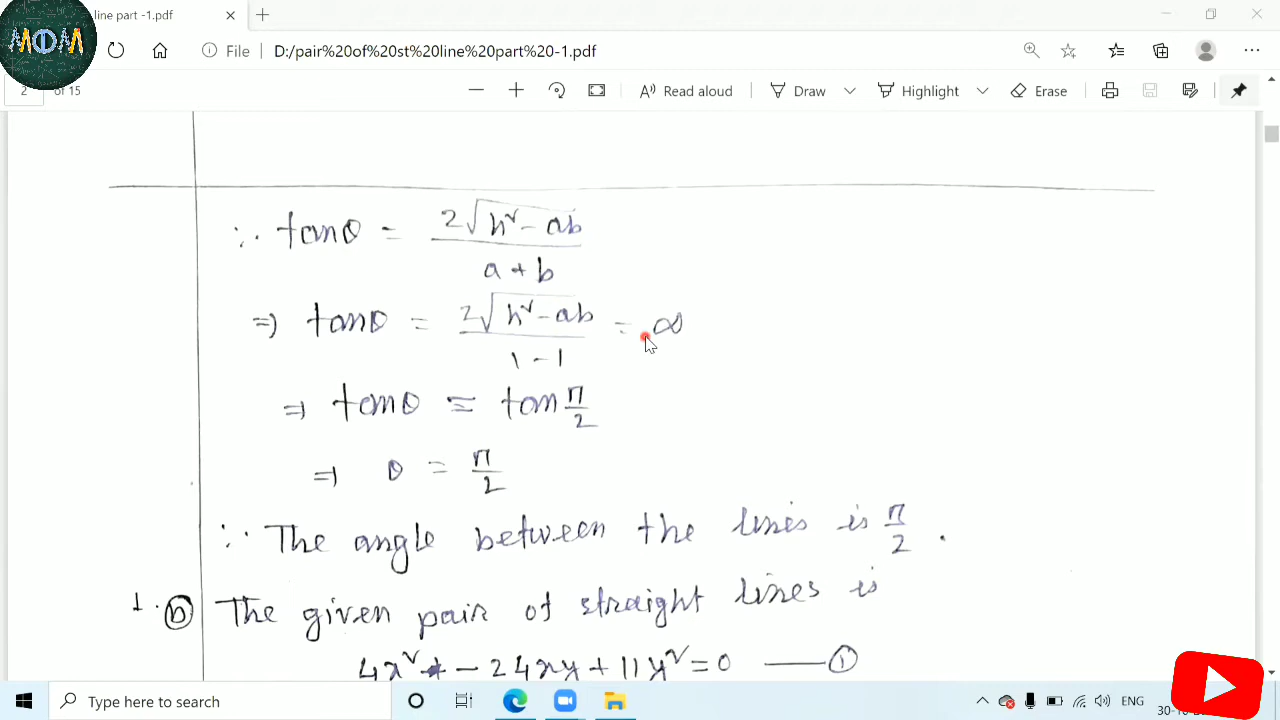 line part -1.pdf
MΦM
File D:/pair%20of%20st%20line%20part%20-1.pdf
2 of 15
Read aloud Draw Highlight Erase
∵ tanθ = 2√(h² - ab) / (a + b)
⇒ tanθ = 2√(h² - ab) / (1 - 1) = ∞
⇒ tanθ = tan π/2
⇒ θ = π/2
∵ The angle between the lines is π/2 .
1. (b) The given pair of straight lines is
4x² + - 24xy + 11y² = 0 —— (1)
Type here to search
ENG